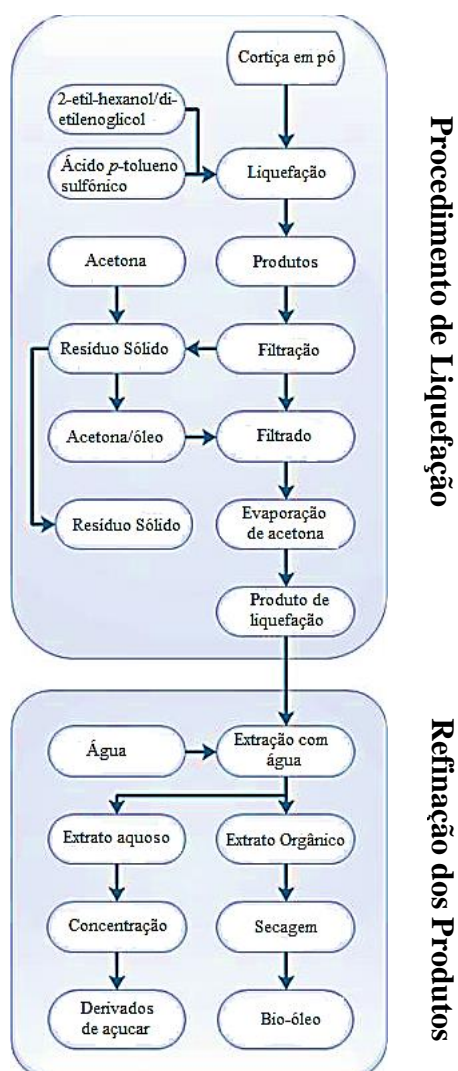 Cortiça em pó
2-etil-hexanol/di-
etilenoglicol
Ácido p-tolueno
sulfónico
Liquefação
Acetona
Produtos
Resíduo Sólido
Filtração
Acetona/óleo
Filtrado
Resíduo Sólido
Evaporação
de acetona
Produto de
liquefação
Procedimento de Liquefação
Água
Extração com
água
Extrato aquoso
Extrato Orgânico
Concentração
Secagem
Derivados
de açucar
Bio-óleo
Refinação dos Produtos